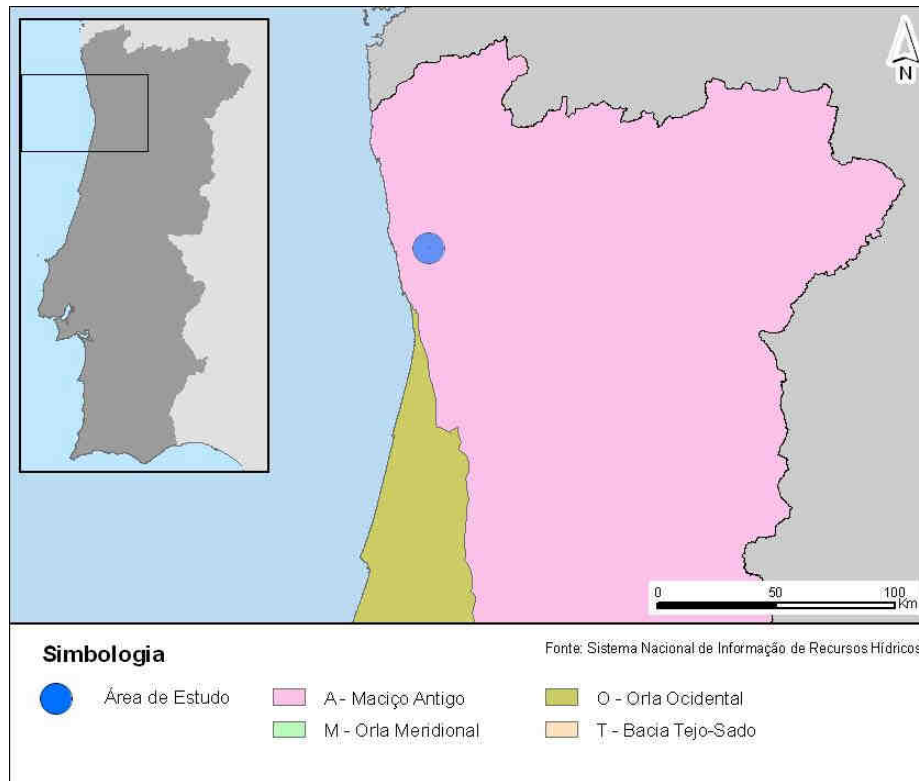 N
0 50 100
Km
Simbologia
Fonte: Sistema Nacional de Informação de Recursos Hídricos
Área de Estudo
A - Maciço Antigo
O - Orla Ocidental
M - Orla Meridional
T - Bacia Tejo-Sado